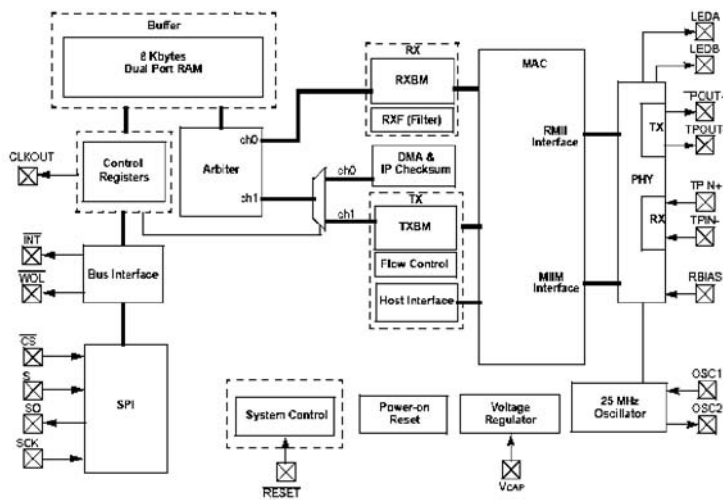 Buffer
8 Kbytes
Dual Port RAM
CLKOUT
Control
Registers
Arbiter
ch0
ch1
RX
RXBM
RXF (Filter)
ch0
DMA &
IP Checksum
TX
ch1
TXBM
Flow Control
Host Interface
MAC
RMII
Interface
MIIM
Interface
LEDA
LEDB
TPOUT-
TX
TPOUT
PHY
TPIN+
RX
TPIN-
RBIAS
INT
WOL
Bus Interface
CS
S
SO
SCK
SPI
System Control
RESET
Power-on
Reset
Voltage
Regulator
VCAP
25 MHz
Oscillator
OSC1
OSC2